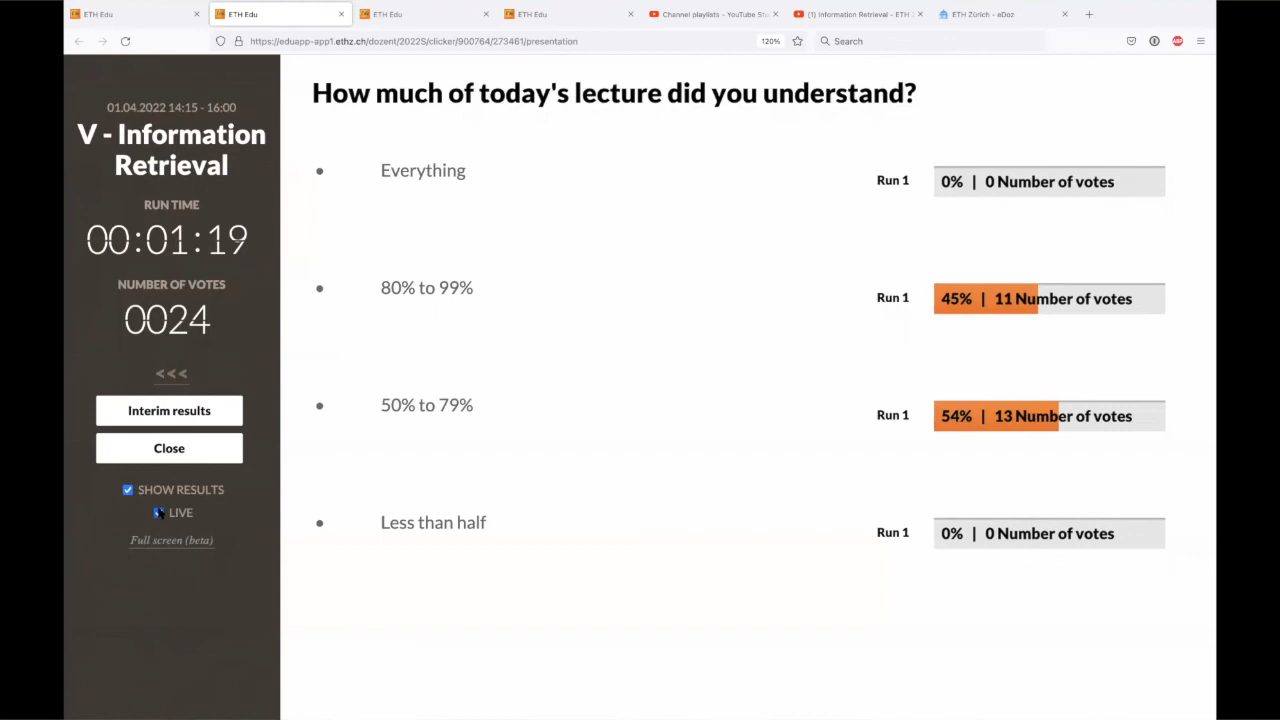 ETH Edu
ETH Edu
ETH Edu
ETH Edu
Channel playlists - YouTube Stu
(1) Information Retrieval - ETH
ETH Zürich - eDoz
https://eduapp-app1.ethz.ch/dozent/2022S/clicker/900764/273461/presentation
120%
Search
01.04.2022 14:15 - 16:00
V - Information
Retrieval
RUN TIME
00:01:19
NUMBER OF VOTES
0024
<<<
Interim results
Close
SHOW RESULTS
LIVE
Full screen (beta)
How much of today's lecture did you understand?
• Everything Run 1 0% | 0 Number of votes
• 80% to 99% Run 1 45% | 11 Number of votes
• 50% to 79% Run 1 54% | 13 Number of votes
• Less than half Run 1 0% | 0 Number of votes